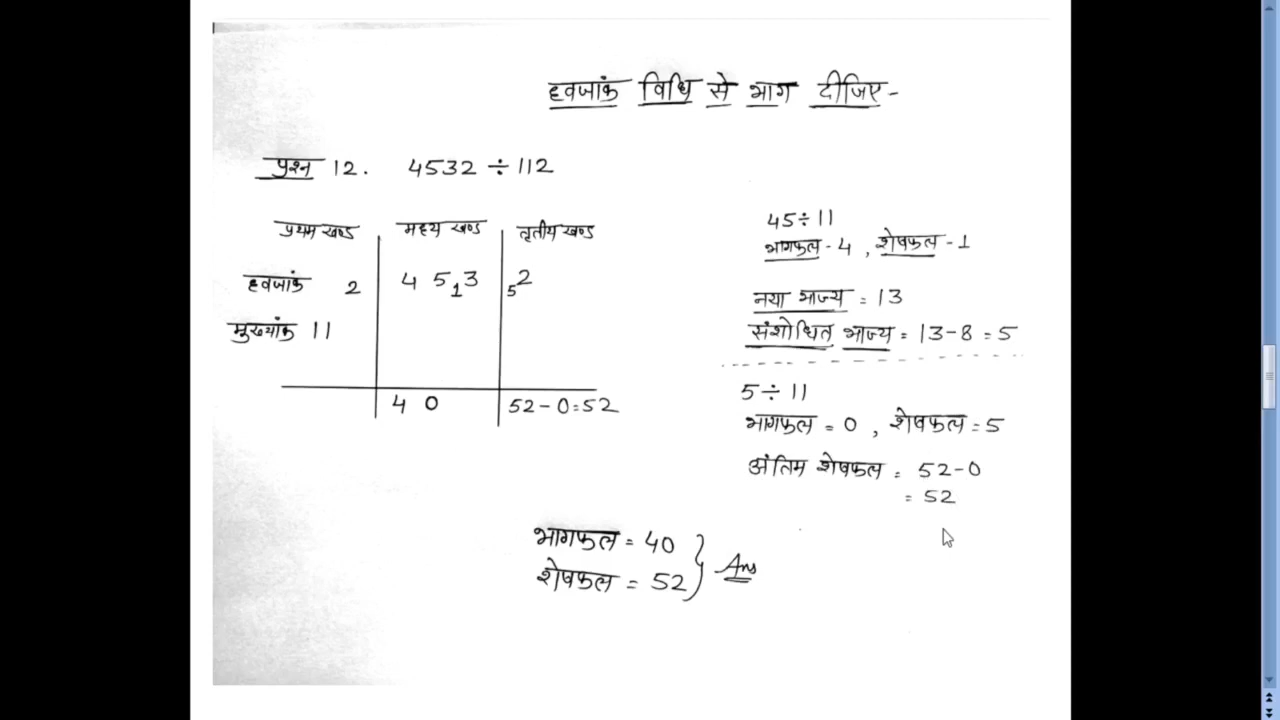 ध्वजांक विधि से भाग दीजिए-
प्रश्न 12. 4532 ÷ 112
प्रथम खण्ड मध्य खण्ड तृतीय खण्ड
ध्वजांक 2 4 5 1 3 5 2
मुख्यांक 11
4 0 52-0=52
45 ÷ 11
भागफल - 4 , शेषफल - 1
नया भाज्य = 13
संशोधित भाज्य = 13-8 = 5
5 ÷ 11
भागफल = 0 , शेषफल = 5
अंतिम शेषफल = 52-0
= 52
भागफल = 40
शेषफल = 52
Ans